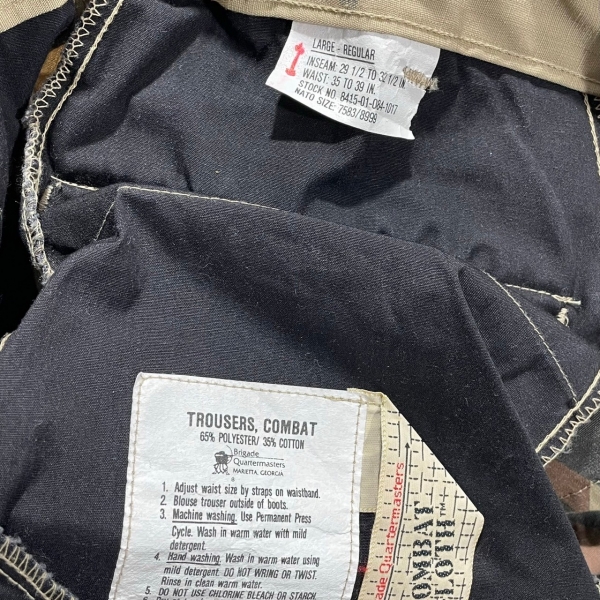 LARGE - REGULAR
INSEAM: 29 1/2 TO 32 1/2 IN
WAIST: 35 TO 39 IN.
STOCK NO. 8415-01-084-1017
NATO SIZE: 7583/8999
TROUSERS, COMBAT
65% POLYESTER/ 35% COTTON
Brigade
Quartermasters
MARIETTA, GEORGIA
®
1. Adjust waist size by straps on waistband.
2. Blouse trouser outside of boots.
3. Machine washing. Use Permanent Press
Cycle. Wash in warm water with mild
detergent.
4. Hand washing. Wash in warm water using
mild detergent. DO NOT WRING OR TWIST.
Rinse in clean warm water.
5. DO NOT USE CHLORINE BLEACH OR STARCH.
ade Quartermasters